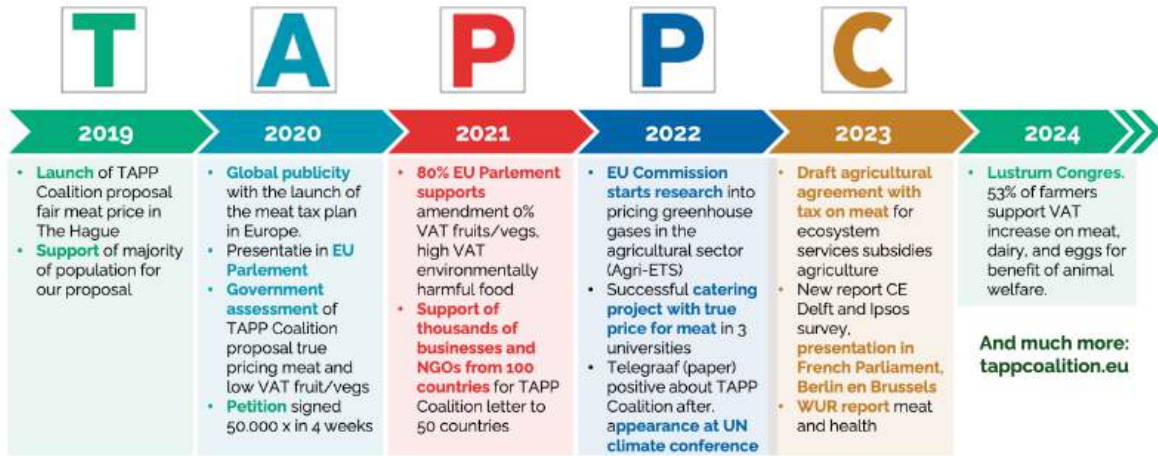 T A P P C
2019
• Launch of TAPP
Coalition proposal
fair meat price in
The Hague
• Support of majority
of population for
our proposal
2020
• Global publicity
with the launch of
the meat tax plan
in Europe.
• Presentatie in EU
Parlement
• Government
assessment of
TAPP Coalition
proposal true
pricing meat and
low VAT fruit/vegs
• Petition signed
50.000 x in 4 weeks
2021
• 80% EU Parlement
supports
amendment 0%
VAT fruits/vegs,
high VAT
environmentally
harmful food
• Support of
thousands of
businesses and
NGOs from 100
countries for TAPP
Coalition letter to
50 countries
2022
• EU Commission
starts research into
pricing greenhouse
gases in the
agricultural sector
(Agri-ETS)
• Successful catering
project with true
price for meat in 3
universities
• Telegraaf (paper)
positive about TAPP
Coalition after.
appearance at UN
climate conference
2023
• Draft agricultural
agreement with
tax on meat for
ecosystem
services subsidies
agriculture
• New report CE
Delft and Ipsos
survey,
presentation in
French Parliament,
Berlin en Brussels
• WUR report meat
and health
2024
• Lustrum Congres.
53% of farmers
support VAT
increase on meat,
dairy, and eggs for
benefit of animal
welfare.
And much more:
tappcoalition.eu